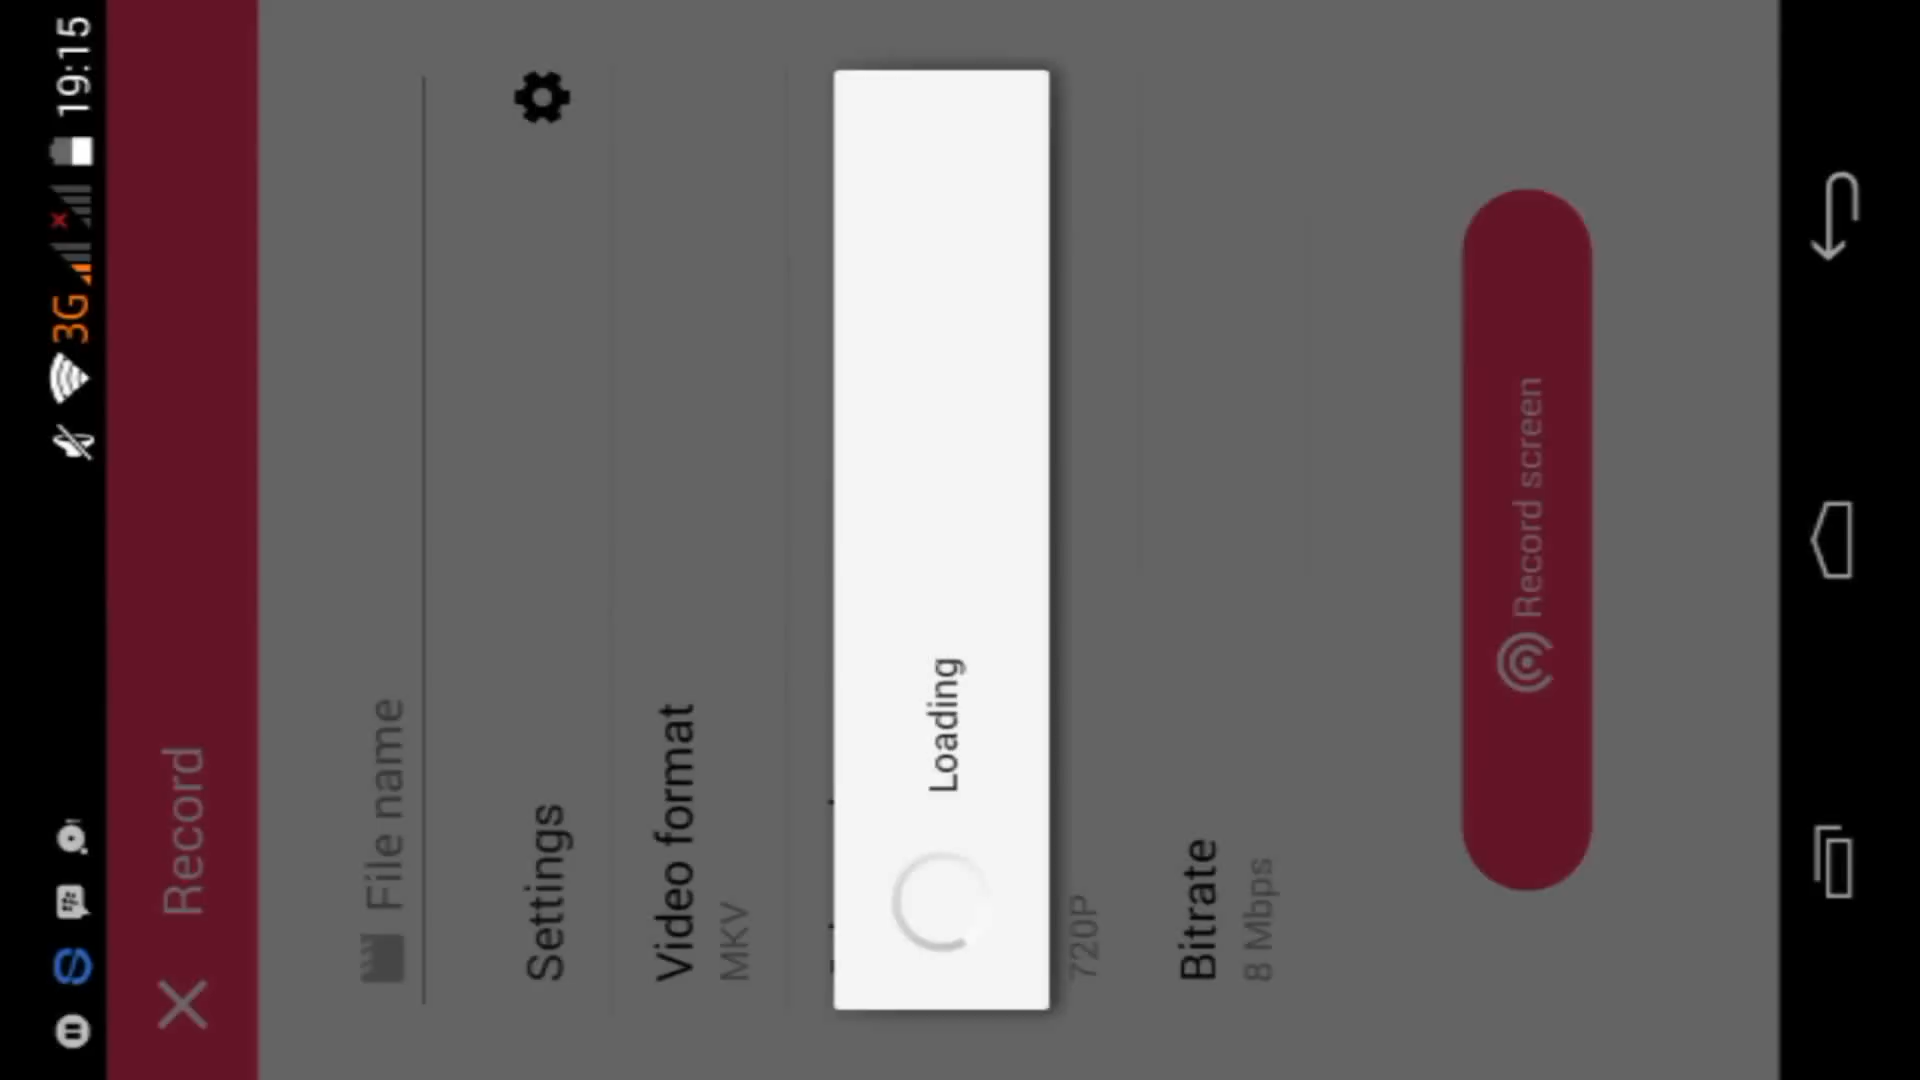 3G 19:15
Record
File name
Settings
Video format
MKV
Loading
720P
Bitrate
8 Mbps
Record screen